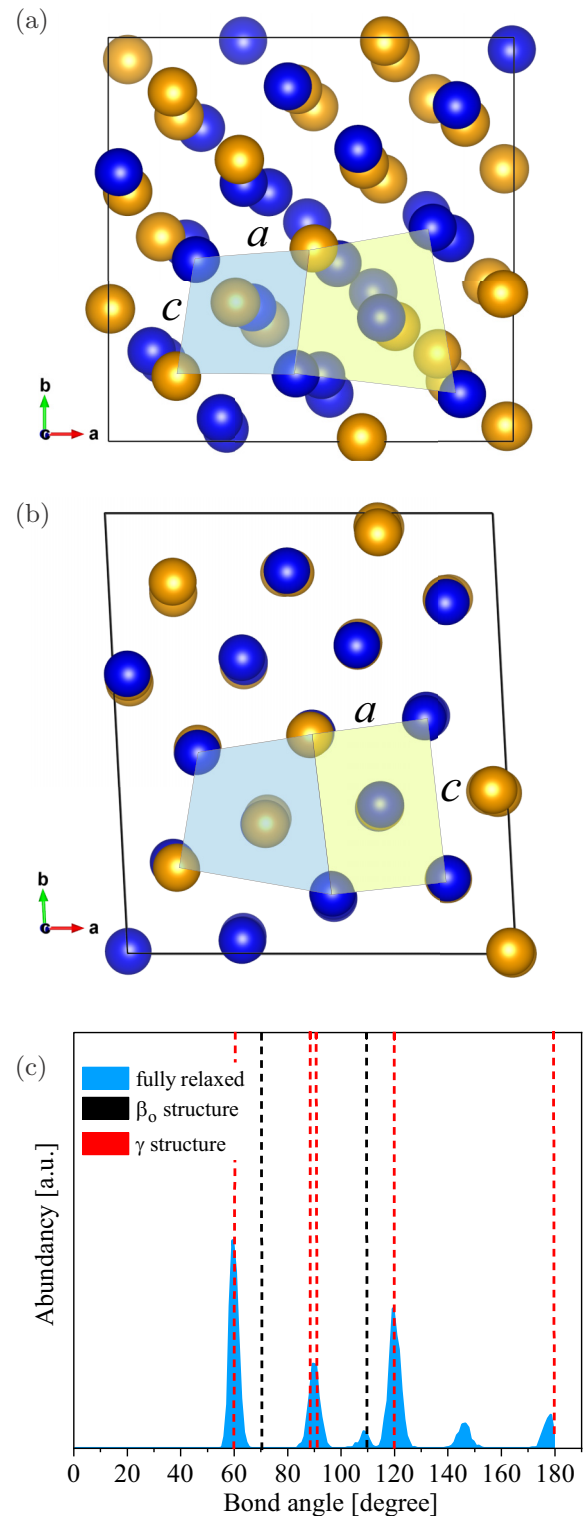 (a)
a
c
b
a
c
(b)
a
c
b
a
c
(c)
fully relaxed
βo structure
γ structure
Abundancy [a.u.]
0 20 40 60 80 100 120 140 160 180
Bond angle [degree]